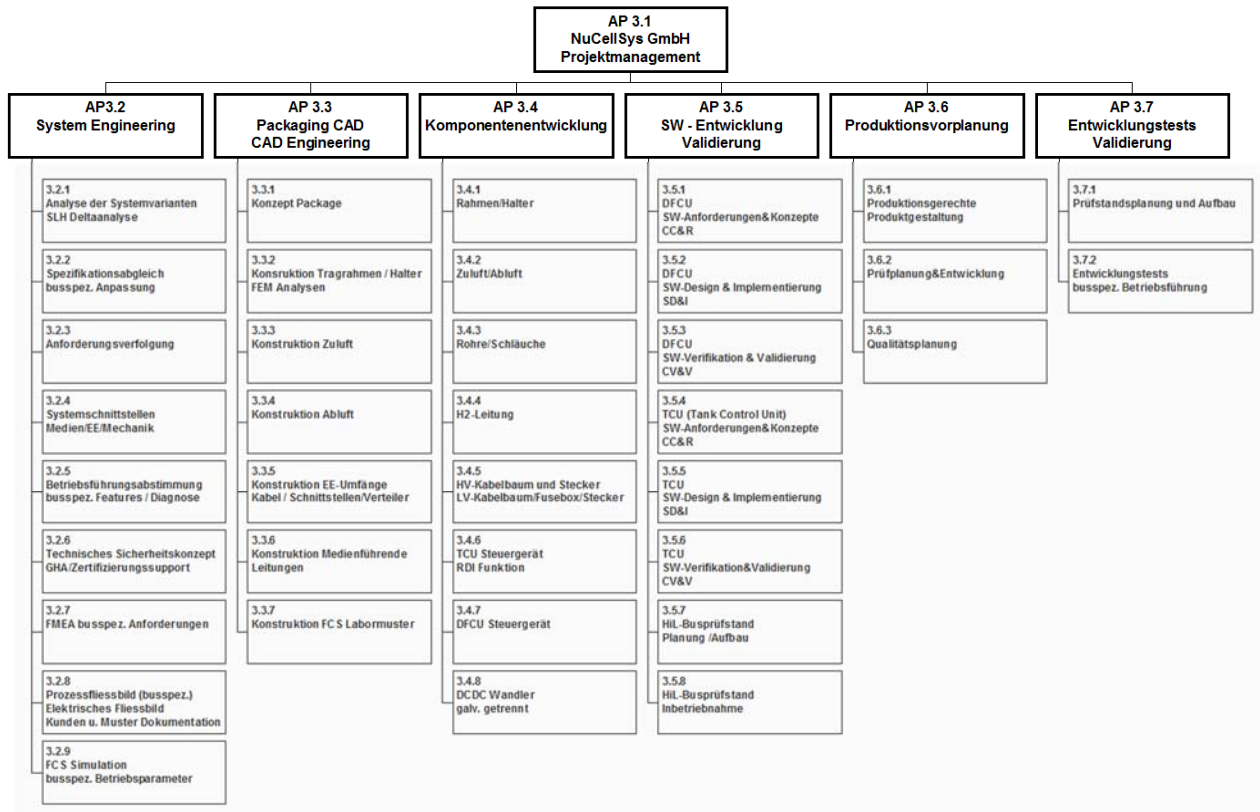 AP 3.1
NuCellSys GmbH
Projektmanagement
AP3.2
System Engineering
AP 3.3
Packaging CAD
CAD Engineering
AP 3.4
Komponentenentwicklung
AP 3.5
SW - Entwicklung
Validierung
AP 3.6
Produktionsvorplanung
AP 3.7
Entwicklungstests
Validierung
3.2.1
Analyse der Systemvarianten
SLH Deltaanalyse
3.2.2
Spezifikationsabgleich
busspez. Anpassung
3.2.3
Anforderungsverfolgung
3.2.4
Systemschnittstellen
Medien/EE/Mechanik
3.2.5
Betriebsführungsabstimmung
busspez. Features / Diagnose
3.2.6
Technisches Sicherheitskonzept
GHA/Zertifizierungssupport
3.2.7
FMEA busspez. Anforderungen
3.2.8
Prozessfliessbild (busspez.)
Elektrisches Fliessbild
Kunden u. Muster Dokumentation
3.2.9
FCS Simulation
busspez. Betriebsparameter
3.3.1
Konzept Package
3.3.2
Konsruktion Tragrahmen / Halter
FEM Analysen
3.3.3
Konstruktion Zuluft
3.3.4
Konstruktion Abluft
3.3.5
Konstruktion EE-Umfänge
Kabel / Schnittstellen/Verteiler
3.3.6
Konstruktion Medienführende
Leitungen
3.3.7
Konstruktion FCS Labormuster
3.4.1
Rahmen/Halter
3.4.2
Zuluft/Abluft
3.4.3
Rohre/Schläuche
3.4.4
H2-Leitung
3.4.5
HV-Kabelbaum und Stecker
LV-Kabelbaum/Fusebox/Stecker
3.4.6
TCU Steuergerät
RDI Funktion
3.4.7
DFCU Steuergerät
3.4.8
DCDC Wandler
galv. getrennt
3.5.1
DFCU
SW-Anforderungen&Konzepte
CC&R
3.5.2
DFCU
SW-Design & Implementierung
SD&I
3.5.3
DFCU
SW-Verifikation & Validierung
CV&V
3.5.4
TCU (Tank Control Unit)
SW-Anforderungen&Konzepte
CC&R
3.5.5
TCU
SW-Design & Implementierung
SD&I
3.5.6
TCU
SW-Verifikation&Validierung
CV&V
3.5.7
HiL-Busprüfstand
Planung /Aufbau
3.5.8
HiL-Busprüfstand
Inbetriebnahme
3.6.1
Produktionsgerechte
Produktgestaltung
3.6.2
Prüfplanung&Entwicklung
3.6.3
Qualitätsplanung
3.7.1
Prüfstandsplanung und Aufbau
3.7.2
Entwicklungstests
busspez. Betriebsführung